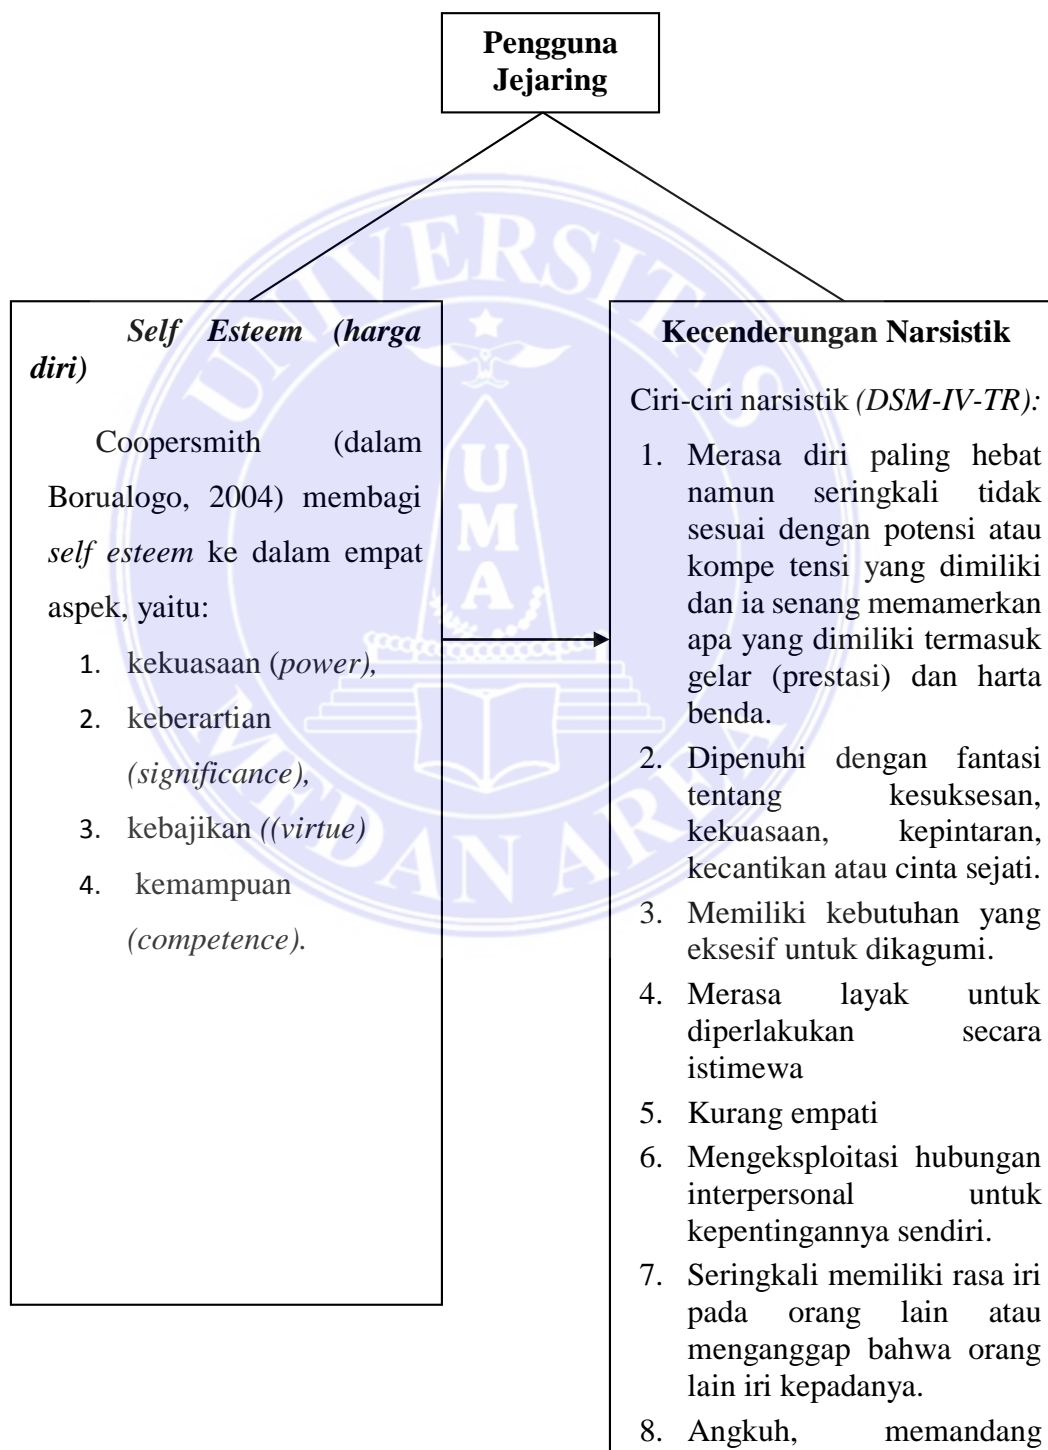 Pengguna
Jejaring
Self Esteem (harga
diri)
Coopersmith (dalam
Borualogo, 2004) membagi
self esteem ke dalam empat
aspek, yaitu:
1. kekuasaan (power),
2. keberartian
(significance),
3. kebajikan ((virtue)
4. kemampuan
(competence).
Kecenderungan Narsistik
Ciri-ciri narsistik (DSM-IV-TR):
1. Merasa diri paling hebat
namun seringkali tidak
sesuai dengan potensi atau
kompe tensi yang dimiliki
dan ia senang memamerkan
apa yang dimiliki termasuk
gelar (prestasi) dan harta
benda.
2. Dipenuhi dengan fantasi
tentang kesuksesan,
kekuasaan, kepintaran,
kecantikan atau cinta sejati.
3. Memiliki kebutuhan yang
eksesif untuk dikagumi.
4. Merasa layak untuk
diperlakukan secara
istimewa
5. Kurang empati
6. Mengeksploitasi hubungan
interpersonal untuk
kepentingannya sendiri.
7. Seringkali memiliki rasa iri
pada orang lain atau
menganggap bahwa orang
lain iri kepadanya.
8. Angkuh, memandang
UNIVERSITAS
MEDAN AREA
UMA